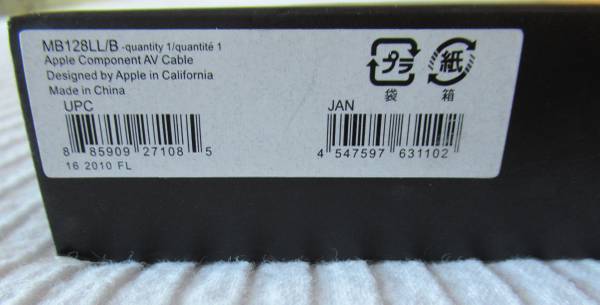 MB128LL/B -quantity 1/quantité 1
Apple Component AV Cable
Designed by Apple in California
Made in China
UPC
8 85909 27108 5
16 2010 FL
プラ
袋
紙
箱
JAN
4 547597 631102